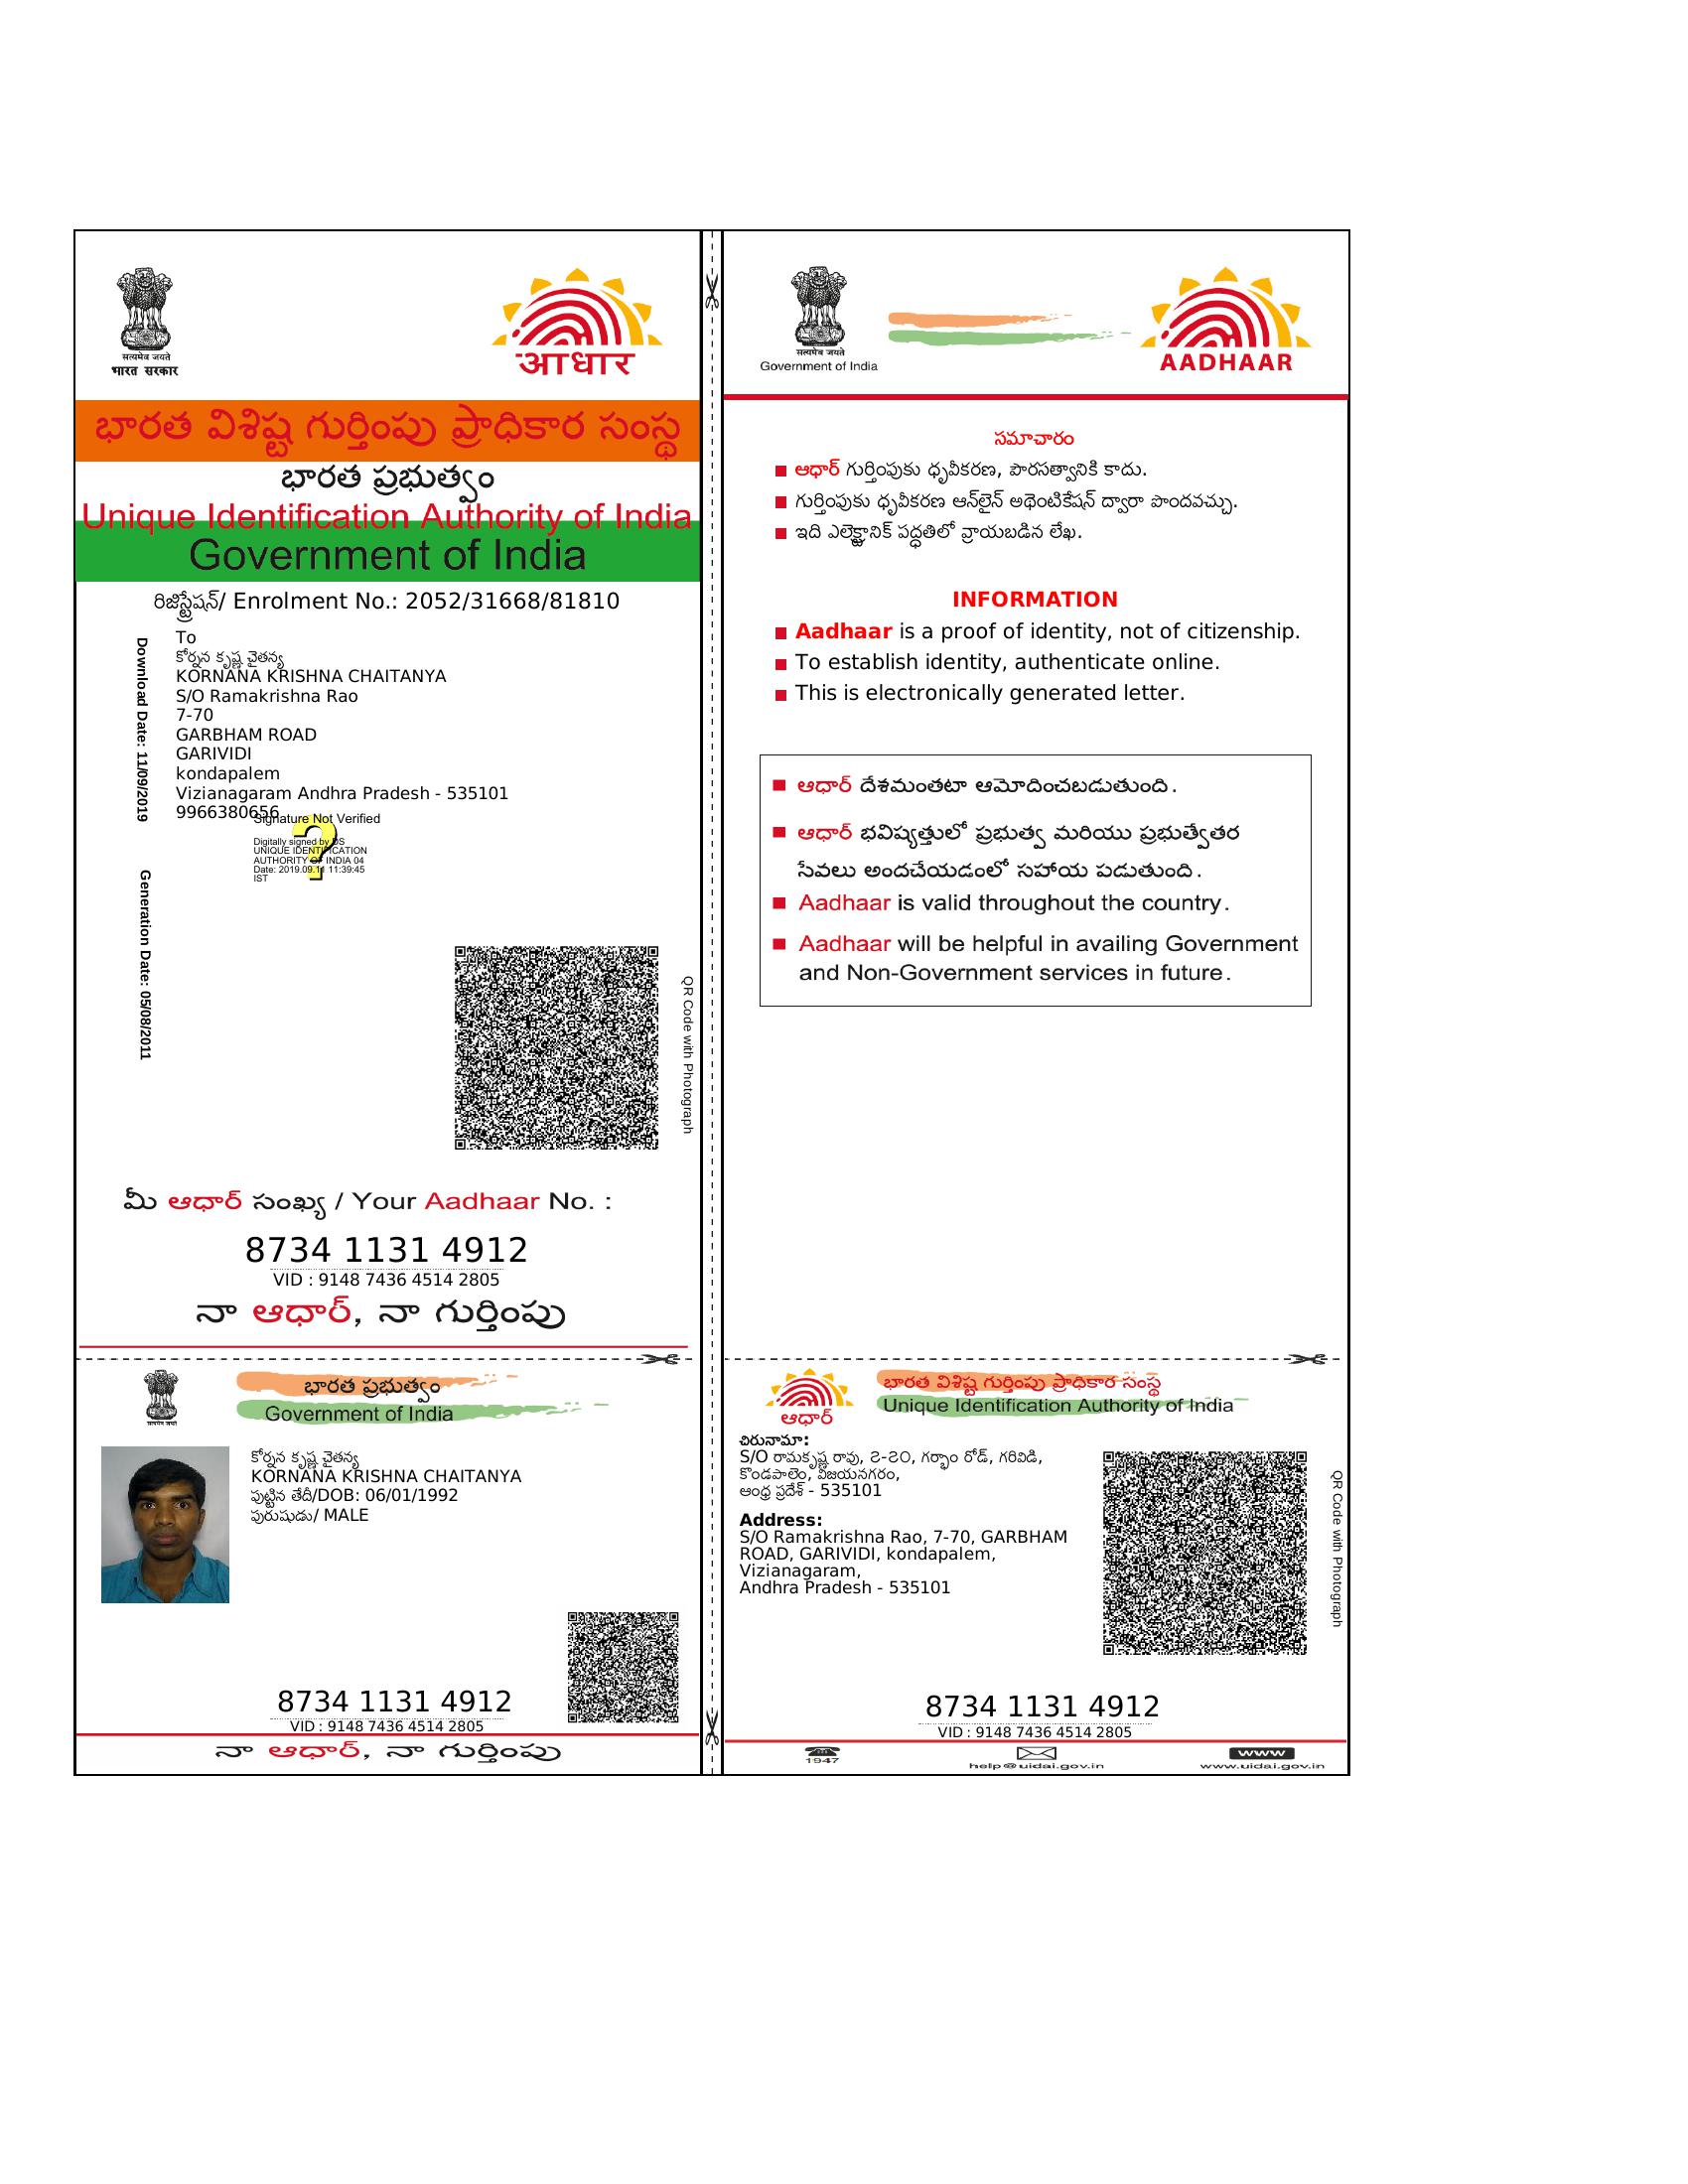 सत्यमेव जयते
भारत सरकार
आधार
భారత విశిష్ట గుర్తింపు ప్రాధికార సంస్థ
భారత ప్రభుత్వం
Unique Identification Authority of India
Government of India
రిజిస్ట్రేషన్/ Enrolment No.: 2052/31668/81810
Download Date: 11/09/2019
Generation Date: 05/08/2011
To
కోర్నన కృష్ణ చైతన్య
KORNANA KRISHNA CHAITANYA
S/O Ramakrishna Rao
7-70
GARBHAM ROAD
GARIVIDI
kondapalem
Vizianagaram Andhra Pradesh - 535101
9966380656
Signature Not Verified
Digitally signed by DS
UNIQUE IDENTIFICATION
AUTHORITY OF INDIA 04
Date: 2019.09.11 11:39:45
IST
QR Code with Photograph
మీ ఆధార్ సంఖ్య / Your Aadhaar No. :
8734 1131 4912
VID : 9148 7436 4514 2805
నా ఆధార్, నా గుర్తింపు
భారత ప్రభుత్వం
Government of India
కోర్నన కృష్ణ చైతన్య
KORNANA KRISHNA CHAITANYA
పుట్టిన తేదీ/DOB: 06/01/1992
పురుషుడు/ MALE
8734 1131 4912
VID : 9148 7436 4514 2805
నా ఆధార్, నా గుర్తింపు
सत्यमेव जयते
Government of India
AADHAAR
సమాచారం
ఆధార్ గుర్తింపుకు ధృవీకరణ, పౌరసత్వానికి కాదు.
గుర్తింపుకు ధృవీకరణ ఆన్‌లైన్ అథెంటికేషన్ ద్వారా పొందవచ్చు.
ఇది ఎలెక్ట్రానిక్ పద్ధతిలో వ్రాయబడిన లేఖ.
INFORMATION
Aadhaar is a proof of identity, not of citizenship.
To establish identity, authenticate online.
This is electronically generated letter.
ఆధార్ దేశమంతటా ఆమోదించబడుతుంది.
ఆధార్ భవిష్యత్తులో ప్రభుత్వ మరియు ప్రభుత్వేతర
సేవలు అందచేయడంలో సహాయ పడుతుంది.
Aadhaar is valid throughout the country.
Aadhaar will be helpful in availing Government
and Non-Government services in future.
ఆధార్
భారత విశిష్ట గుర్తింపు ప్రాధికార సంస్థ
Unique Identification Authority of India
చిరునామా:
S/O రామకృష్ణ రావు, ౭-౭౦, గర్భాం రోడ్, గరివిడి,
కొండపాలెం, విజయనగరం,
ఆంధ్ర ప్రదేశ్ - 535101
Address:
S/O Ramakrishna Rao, 7-70, GARBHAM
ROAD, GARIVIDI, kondapalem,
Vizianagaram,
Andhra Pradesh - 535101
QR Code with Photograph
8734 1131 4912
VID : 9148 7436 4514 2805
1947
help@uidai.gov.in
www
www.uidai.gov.in